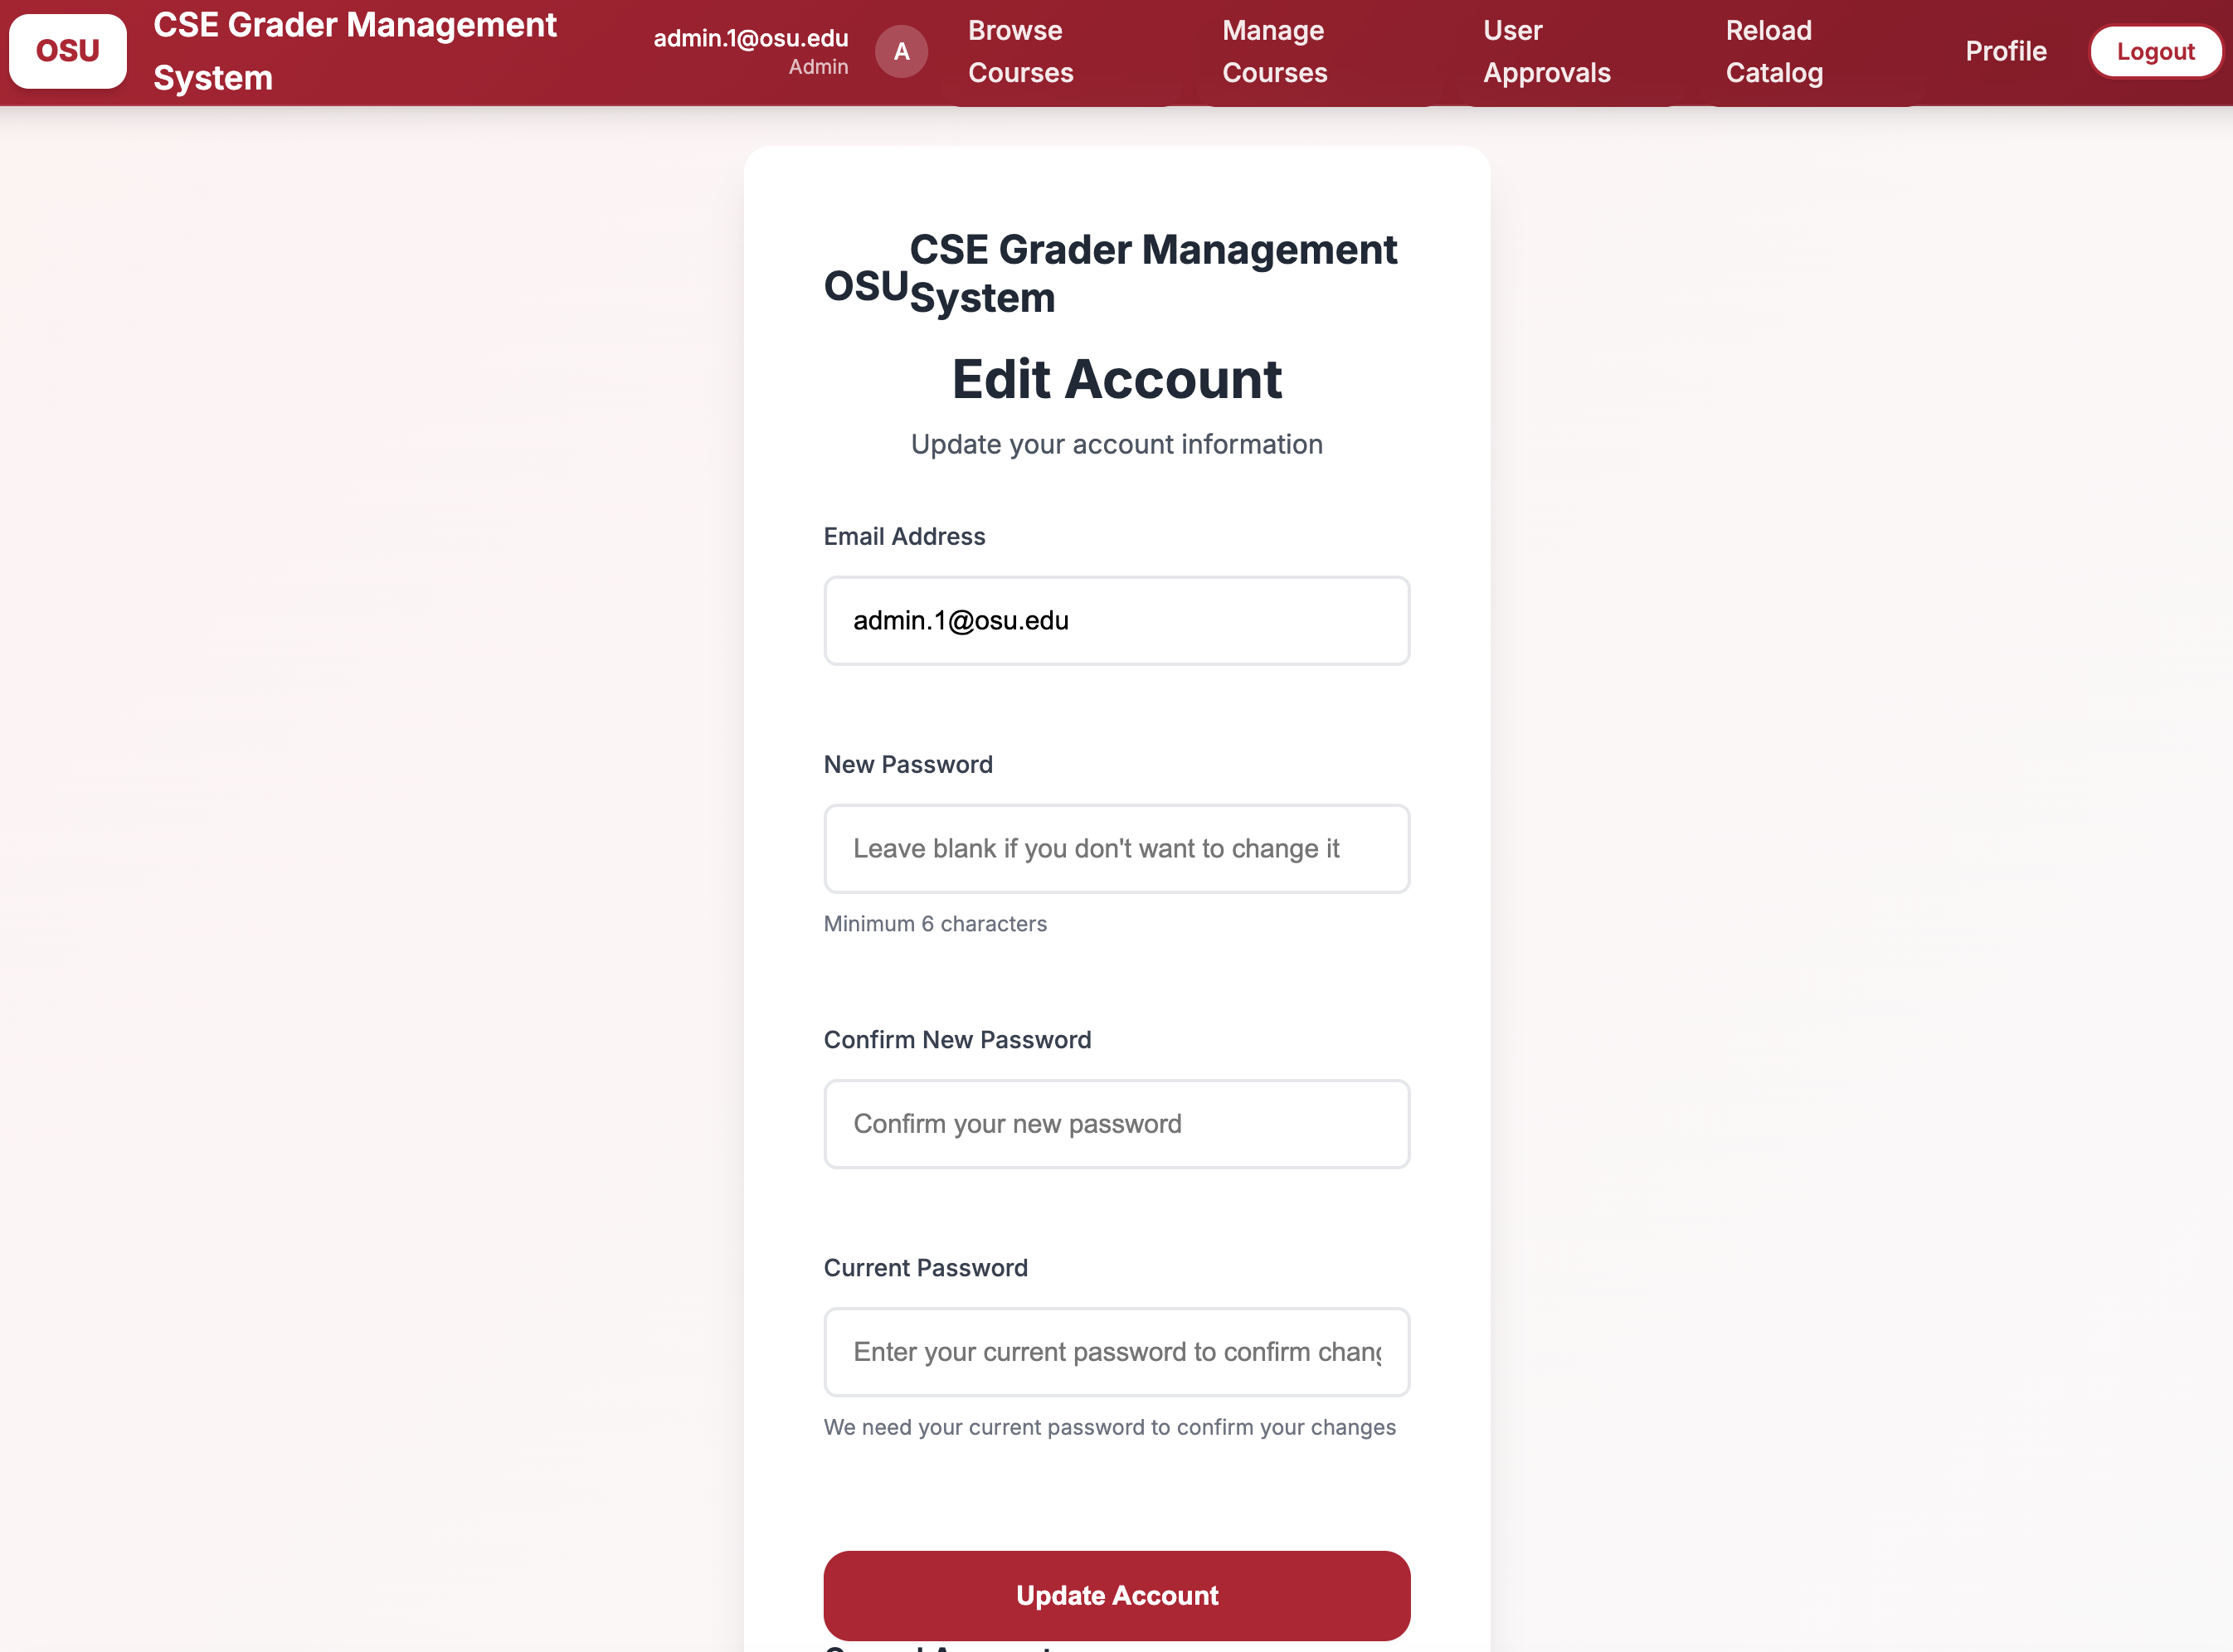 OSU
CSE Grader Management
System
admin.1@osu.edu
Admin
A
Browse
Courses
Manage
Courses
User
Approvals
Reload
Catalog
Profile
Logout
OSU
CSE Grader Management
System
Edit Account
Update your account information
Email Address
admin.1@osu.edu
New Password
Leave blank if you don't want to change it
Minimum 6 characters
Confirm New Password
Confirm your new password
Current Password
Enter your current password to confirm
We need your current password to confirm your changes
Update Account